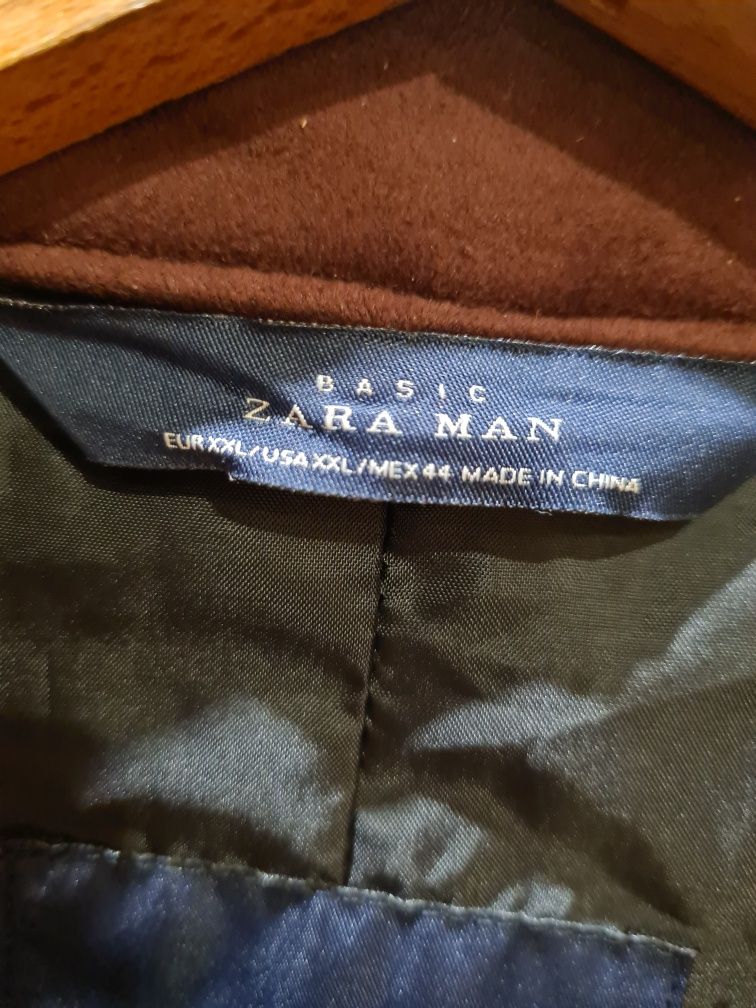 BASIC
ZARA MAN
EUR XXL/USA XXL/MEX 44 MADE IN CHINA